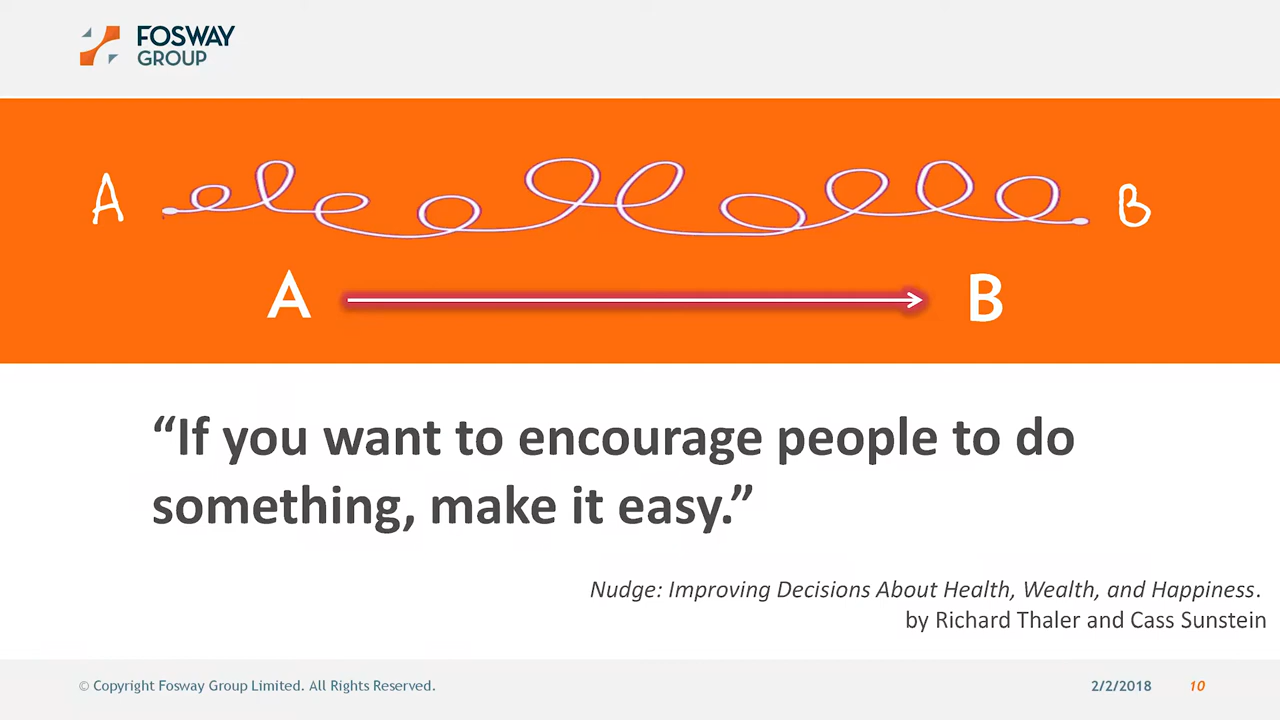 FOSWAY
GROUP
A B
A B
“If you want to encourage people to do
something, make it easy.”
Nudge: Improving Decisions About Health, Wealth, and Happiness.
by Richard Thaler and Cass Sunstein
© Copyright Fosway Group Limited. All Rights Reserved. 2/2/2018 10